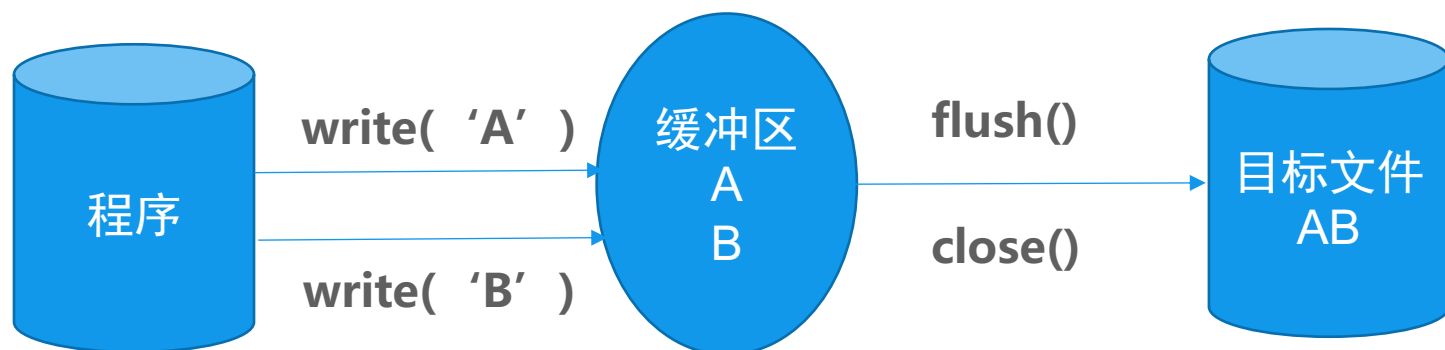 程序
write( ‘A’ )
write( ‘B’ )
缓冲区
A
B
flush()
close()
目标文件
AB